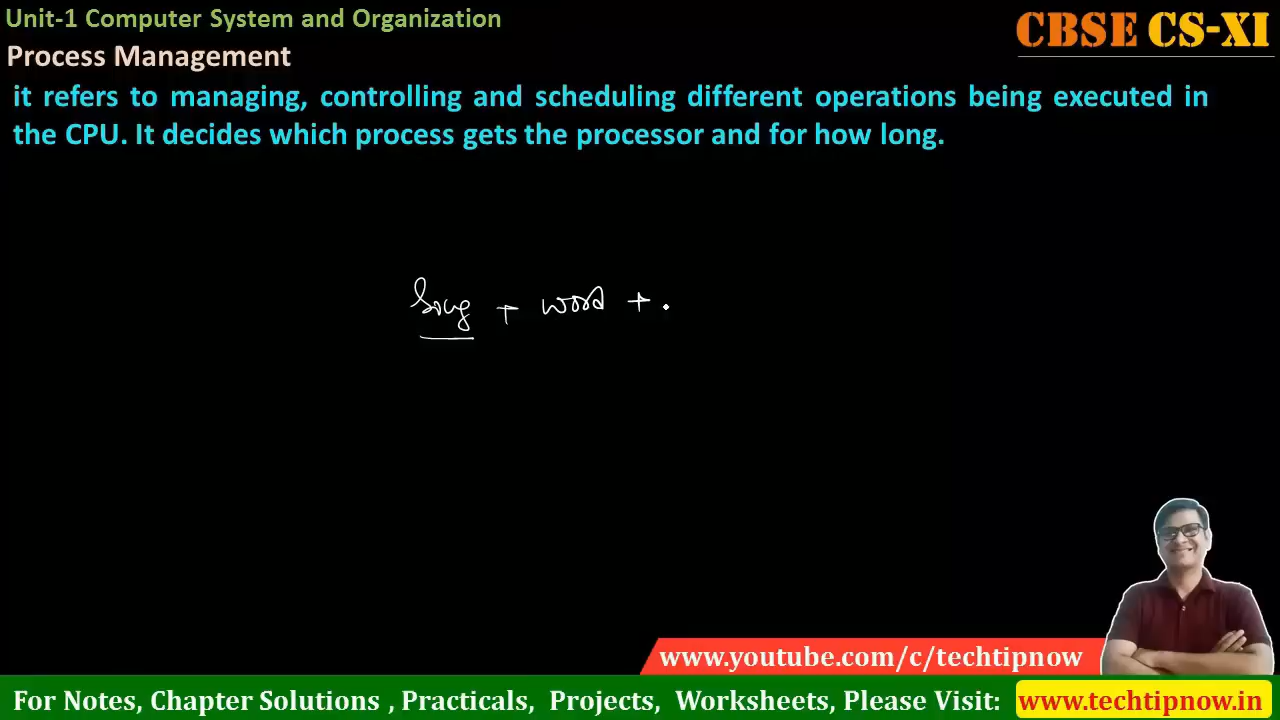 Unit-1 Computer System and Organization
CBSE CS-XI
Process Management
it refers to managing, controlling and scheduling different operations being executed in
the CPU. It decides which process gets the processor and for how long.
Song + word + .
www.youtube.com/c/techtipnow
For Notes, Chapter Solutions , Practicals, Projects, Worksheets, Please Visit: www.techtipnow.in